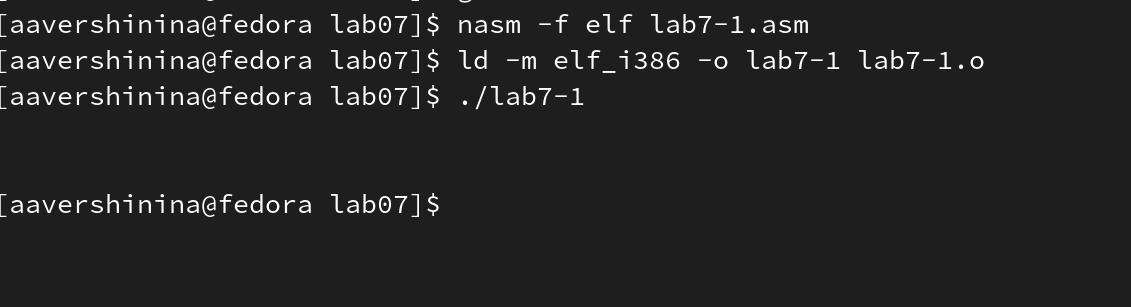 [aavershinina@fedora lab07]$ nasm -f elf lab7-1.asm
[aavershinina@fedora lab07]$ ld -m elf_i386 -o lab7-1 lab7-1.o
[aavershinina@fedora lab07]$ ./lab7-1
[aavershinina@fedora lab07]$